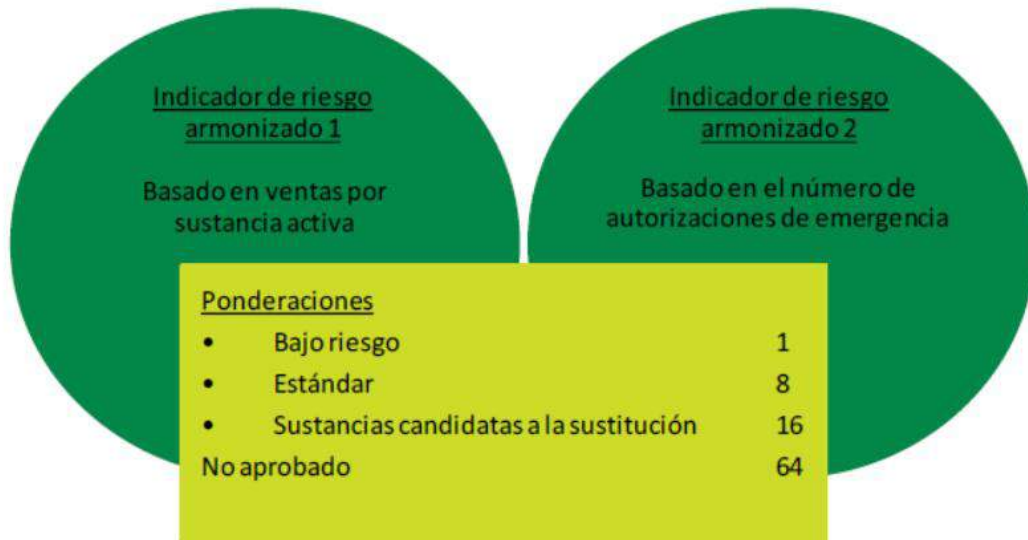 Indicador de riesgo
armonizado 1
Basado en ventas por
sustancia activa
Indicador de riesgo
armonizado 2
Basado en el número de
autorizaciones de emergencia
Ponderaciones
• Bajo riesgo 1
• Estándar 8
• Sustancias candidatas a la sustitución 16
No aprobado 64